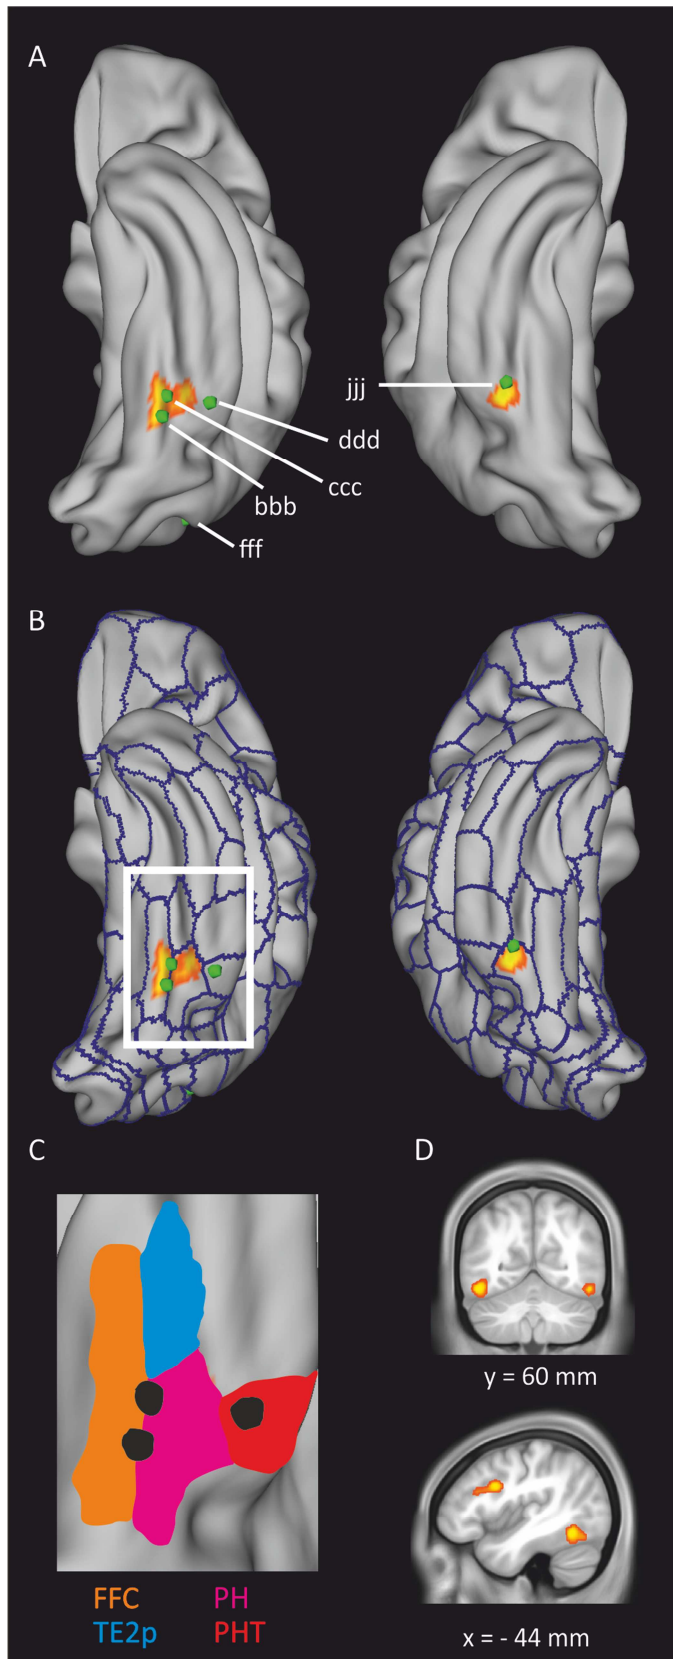 A
jjj
ddd
ccc
bbb
fff
B
C
D
FFC PH
TE2p PHT
y = 60 mm
x = - 44 mm